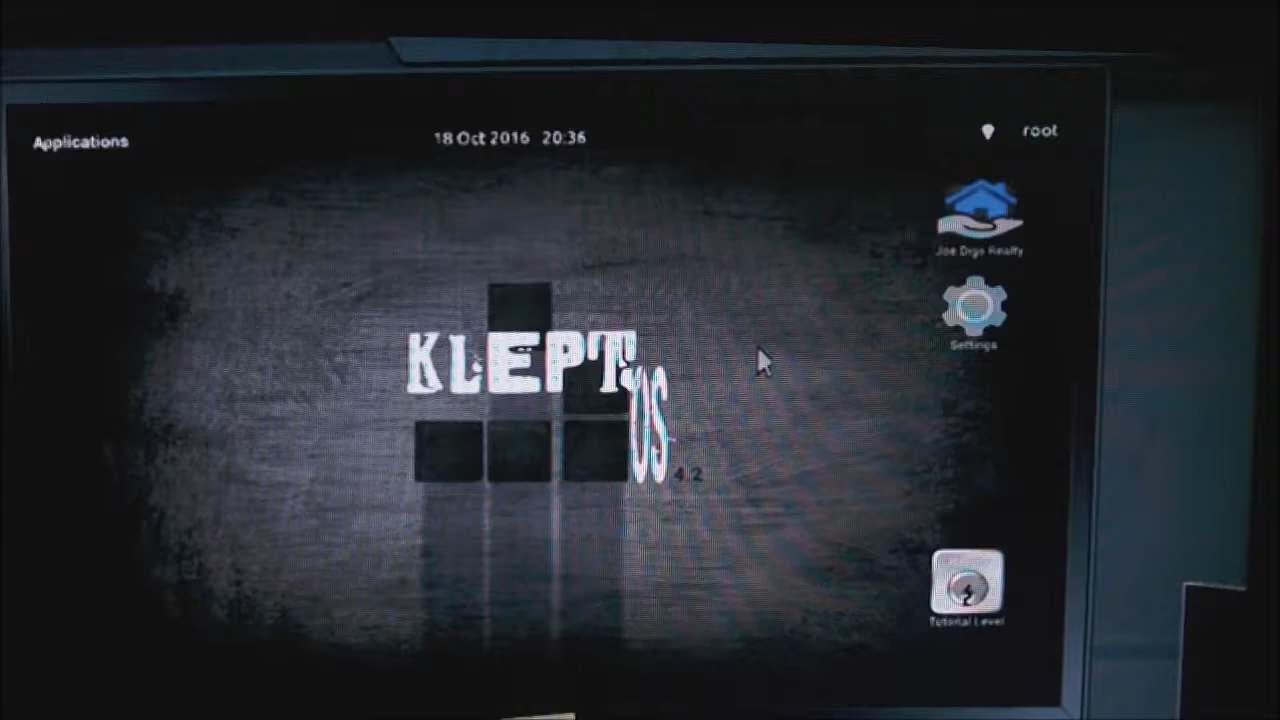 Applications
18 Oct 2016 20:36
root
Joe Digs Realty
Settings
KLEPT
OS
4.2
Tutorial Level